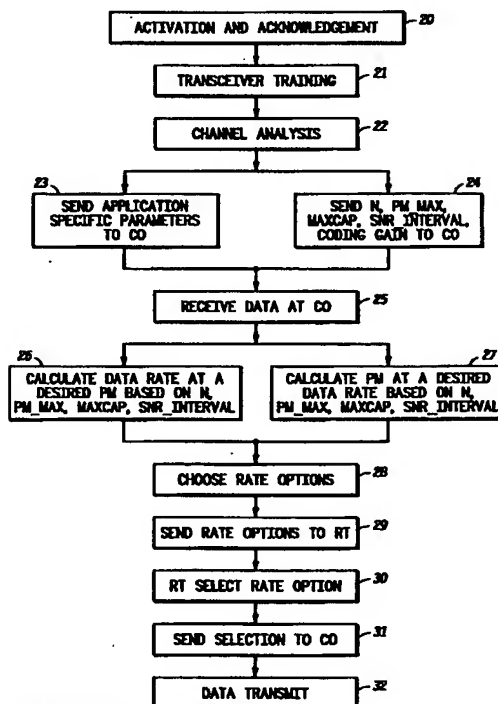 ACTIVATION AND ACKNOWLEDGEMENT
20
TRANSCEIVER TRAINING
21
CHANNEL ANALYSIS
22
23
SEND APPLICATION
SPECIFIC PARAMETERS
TO CO
24
SEND N, PM_MAX,
MAXCAP, SNR_INTERVAL,
CODING GAIN TO CO
RECEIVE DATA AT CO
25
26
CALCULATE DATA RATE AT A
DESIRED PM BASED ON N,
PM_MAX, MAXCAP, SNR_INTERVAL
27
CALCULATE PM AT A DESIRED
DATA RATE BASED ON N,
PM_MAX, MAXCAP, SNR_INTERVAL
CHOOSE RATE OPTIONS
28
SEND RATE OPTIONS TO RT
29
RT SELECT RATE OPTION
30
SEND SELECTION TO CO
31
DATA TRANSMIT
32